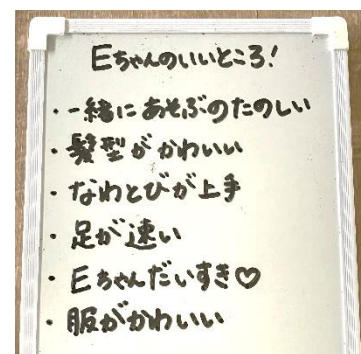 Eちゃんのいいところ!
・一緒にあそぶのたのしい
・髪型がかわいい
・なわとびが上手
・足が速い
・Eちゃんだいすき♡
・服がかわいい